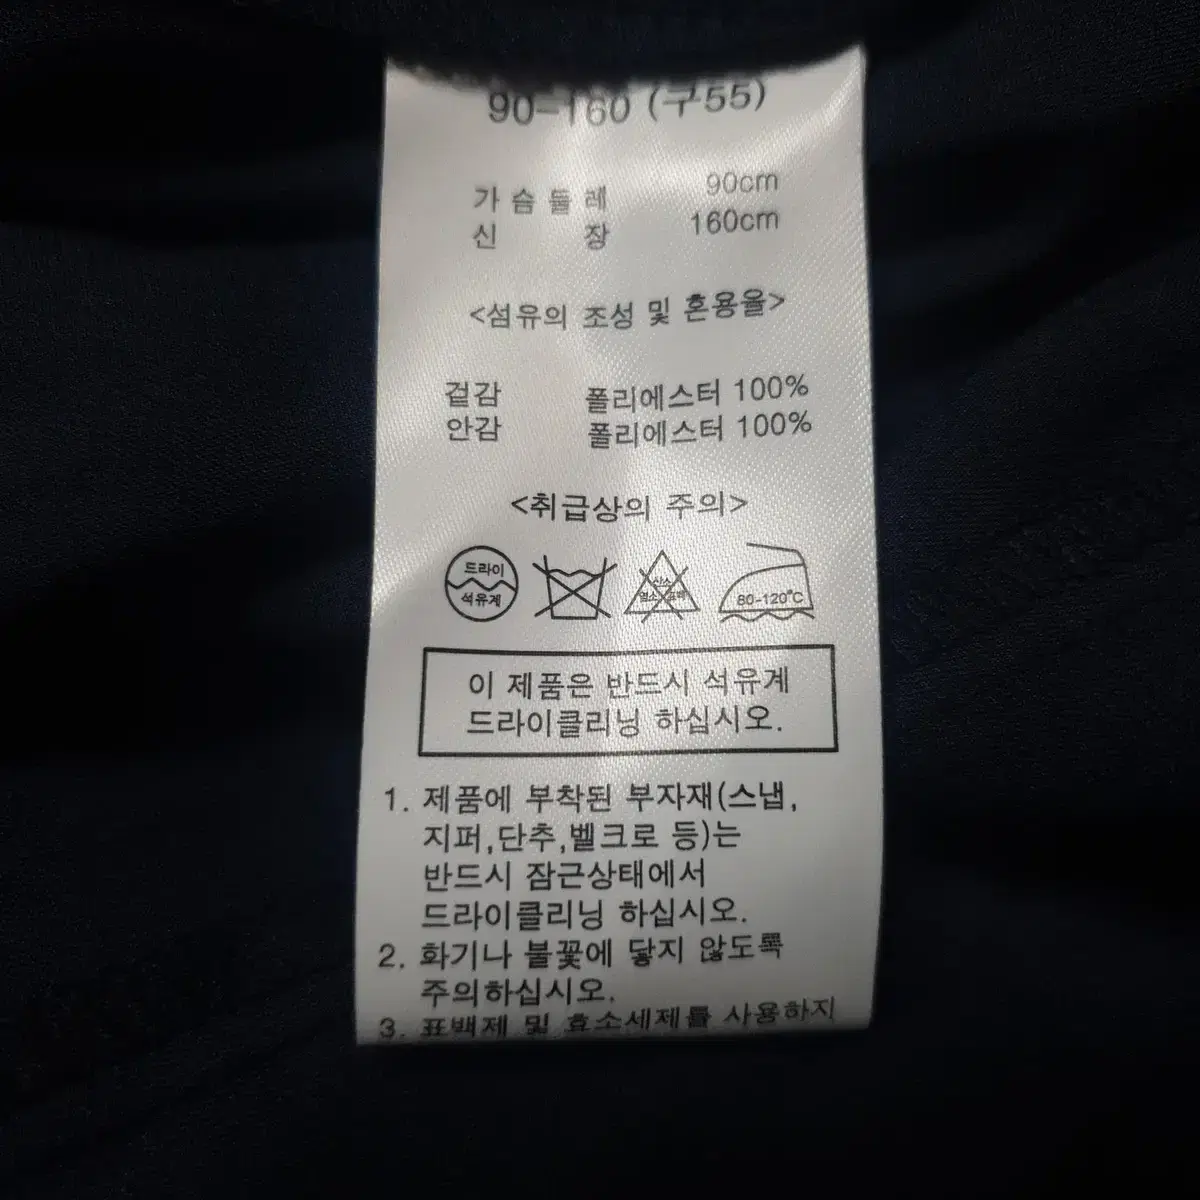 90-160 (구55)
가슴둘레 90cm
신 장 160cm
<섬유의 조성 및 혼용율>
겉감 폴리에스터 100%
안감 폴리에스터 100%
<취급상의 주의>
드라이
석유계
산소
염소 표백
80-120℃
이 제품은 반드시 석유계
드라이클리닝 하십시오.
1. 제품에 부착된 부자재(스냅,
지퍼,단추,벨크로 등)는
반드시 잠근상태에서
드라이클리닝 하십시오.
2. 화기나 불꽃에 닿지 않도록
주의하십시오.
3. 표백제 및 효소세제를 사용하지